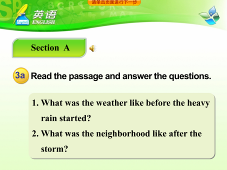 英语
Section A
3a Read the passage and answer the questions.
1. What was the weather like before the heavy
rain started?
2. What was the neighborhood like after the
storm?